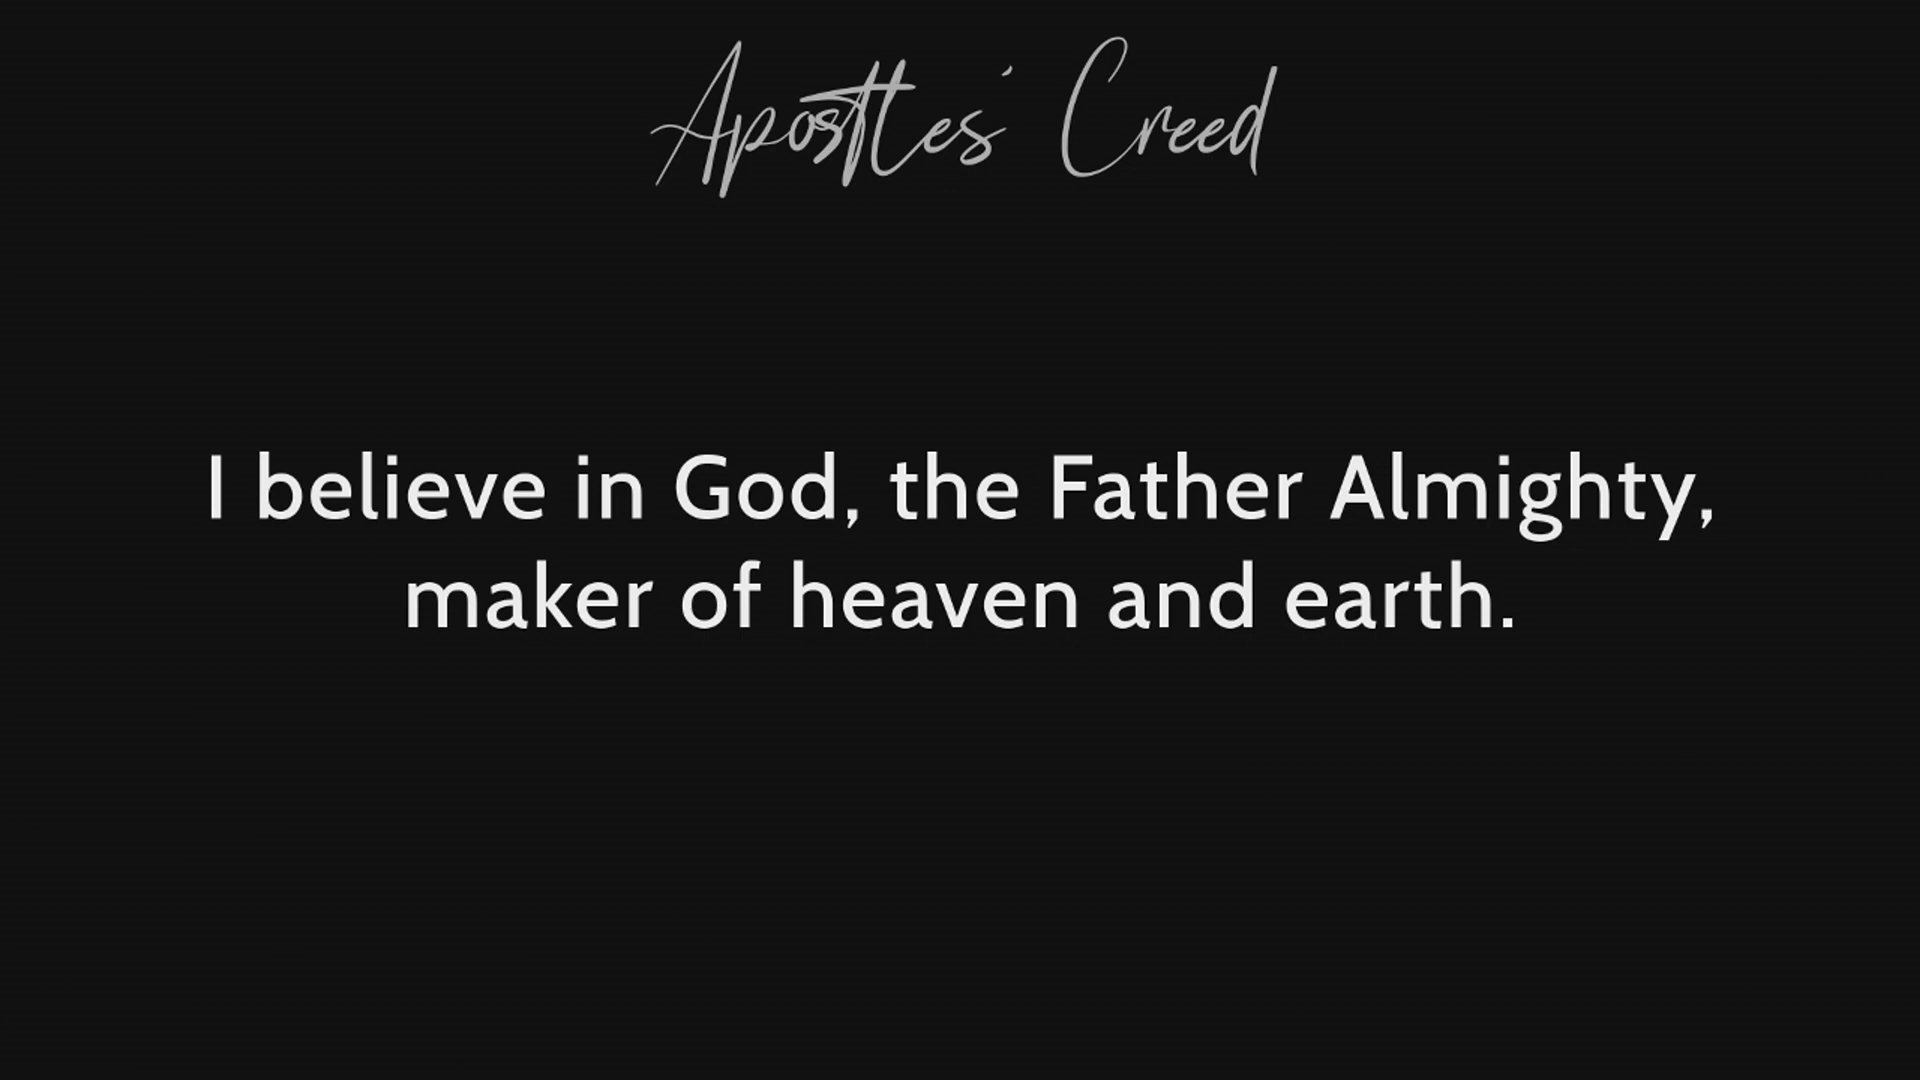 Apostles' Creed
I believe in God, the Father Almighty,
maker of heaven and earth.